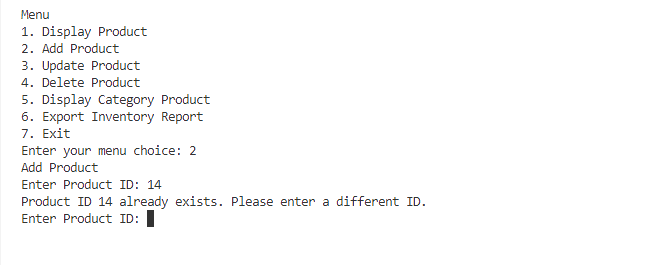 Menu
1. Display Product
2. Add Product
3. Update Product
4. Delete Product
5. Display Category Product
6. Export Inventory Report
7. Exit
Enter your menu choice: 2
Add Product
Enter Product ID: 14
Product ID 14 already exists. Please enter a different ID.
Enter Product ID: